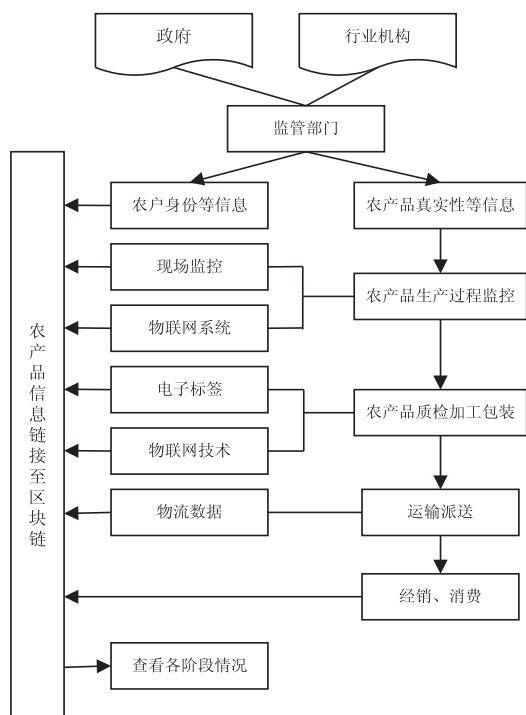 政府
行业机构
监管部门
农户身份等信息
农产品真实性等信息
现场监控
农产品生产过程监控
物联网系统
农产品信息链接至区块链
电子标签
农产品质检加工包装
物联网技术
物流数据
运输派送
经销、消费
查看各阶段情况